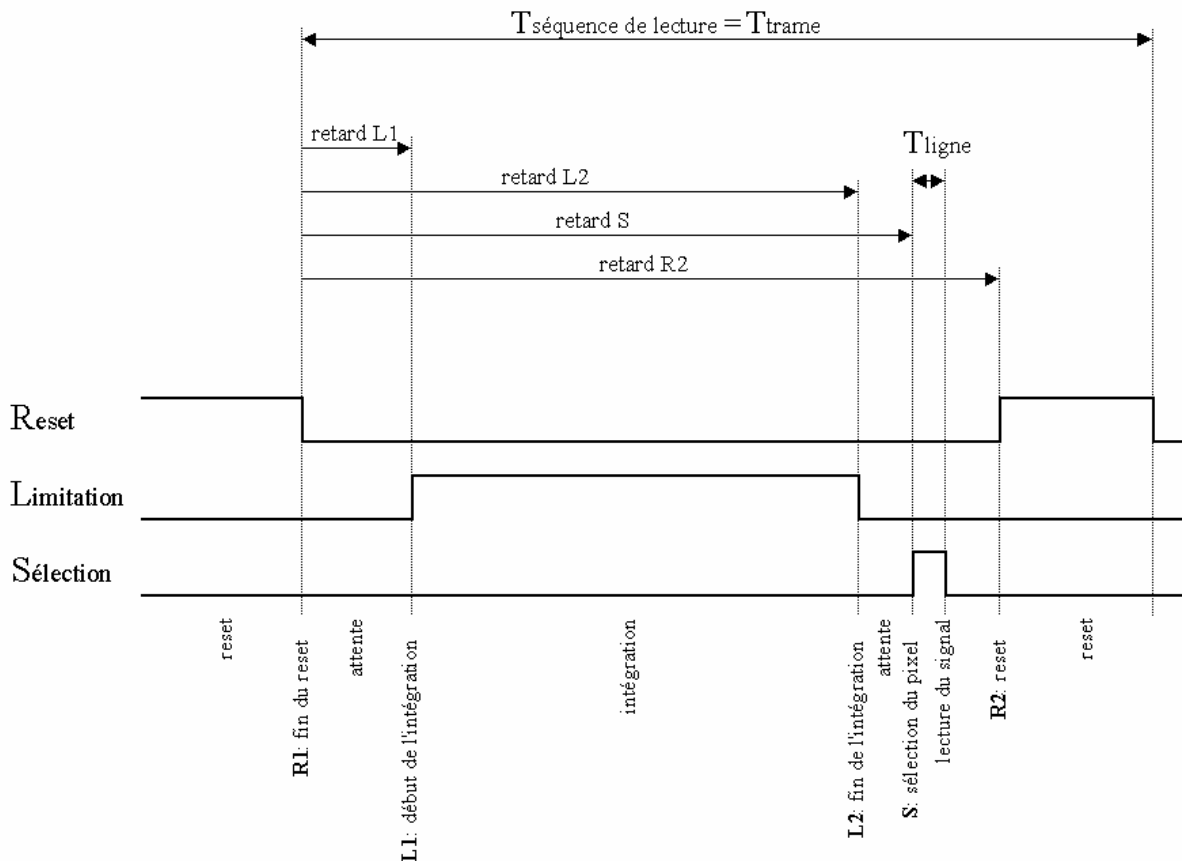 Tséquence de lecture = Ttrame
retard L1
Tligne
retard L2
retard S
retard R2
Reset
Limitation
Sélection
reset
R1: fin du reset
attente
L1: début de l'intégration
intégration
L2: fin de l'intégration
attente
S: sélection du pixel
lecture du signal
R2: reset
reset